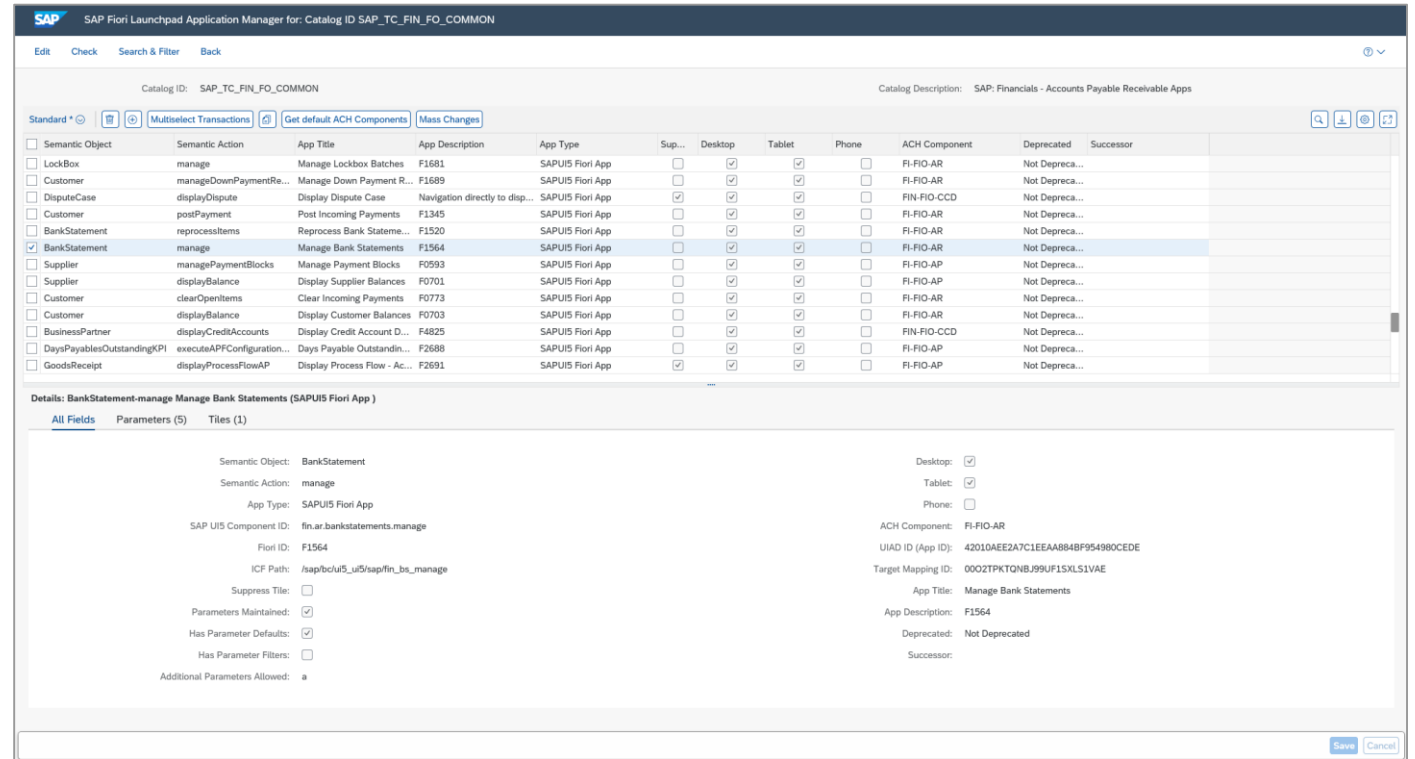 SAP SAP Fiori Launchpad Application Manager for: Catalog ID SAP_TC_FIN_FO_COMMON
Edit Check Search & Filter Back
Catalog ID: SAP_TC_FIN_FO_COMMON Catalog Description: SAP: Financials - Accounts Payable Receivable Apps
Standard * Multiselect Transactions Get default ACH Components Mass Changes
Semantic Object Semantic Action App Title App Description App Type Sup... Desktop Tablet Phone ACH Component Deprecated Successor
LockBox manage Manage Lockbox Batches F1681 SAPUI5 Fiori App FI-FIO-AR Not Depreca...
Customer manageDownPaymentRe... Manage Down Payment R... F1689 SAPUI5 Fiori App FI-FIO-AR Not Depreca...
DisputeCase displayDispute Display Dispute Case Navigation directly to disp... SAPUI5 Fiori App FIN-FIO-CCD Not Depreca...
Customer postPayment Post Incoming Payments F1345 SAPUI5 Fiori App FI-FIO-AR Not Depreca...
BankStatement reprocessItems Reprocess Bank Stateme... F1520 SAPUI5 Fiori App FI-FIO-AR Not Depreca...
BankStatement manage Manage Bank Statements F1564 SAPUI5 Fiori App FI-FIO-AR Not Depreca...
Supplier managePaymentBlocks Manage Payment Blocks F0593 SAPUI5 Fiori App FI-FIO-AP Not Depreca...
Supplier displayBalance Display Supplier Balances F0701 SAPUI5 Fiori App FI-FIO-AP Not Depreca...
Customer clearOpenItems Clear Incoming Payments F0773 SAPUI5 Fiori App FI-FIO-AR Not Depreca...
Customer displayBalance Display Customer Balances F0703 SAPUI5 Fiori App FI-FIO-AR Not Depreca...
BusinessPartner displayCreditAccounts Display Credit Account D... F4825 SAPUI5 Fiori App FIN-FIO-CCD Not Depreca...
DaysPayablesOutstandingKPI executeAPFConfiguration... Days Payable Outstandin... F2688 SAPUI5 Fiori App FI-FIO-AP Not Depreca...
GoodsReceipt displayProcessFlowAP Display Process Flow - Ac... F2691 SAPUI5 Fiori App FI-FIO-AP Not Depreca...
Details: BankStatement-manage Manage Bank Statements (SAPUI5 Fiori App )
All Fields Parameters (5) Tiles (1)
Semantic Object: BankStatement Desktop:
Semantic Action: manage Tablet:
App Type: SAPUI5 Fiori App Phone:
SAP UI5 Component ID: fin.ar.bankstatements.manage ACH Component: FI-FIO-AR
Fiori ID: F1564 UIAD ID (App ID): 42010AEE2A7C1EEAA884BF954980CEDE
ICF Path: /sap/bc/ui5_ui5/sap/fin_bs_manage Target Mapping ID: 00O2TPKTQNBJ99UF1SXLS1VAE
Suppress Tile: App Title: Manage Bank Statements
Parameters Maintained: App Description: F1564
Has Parameter Defaults: Deprecated: Not Deprecated
Has Parameter Filters: Successor:
Additional Parameters Allowed: a
Save Cancel